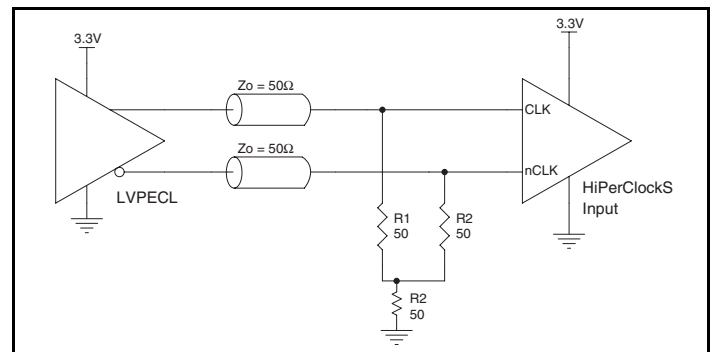 3.3V
3.3V
Zo = 50Ω
CLK
Zo = 50Ω
nCLK
LVPECL
HiPerClockS
Input
R1
50
R2
50
R2
50